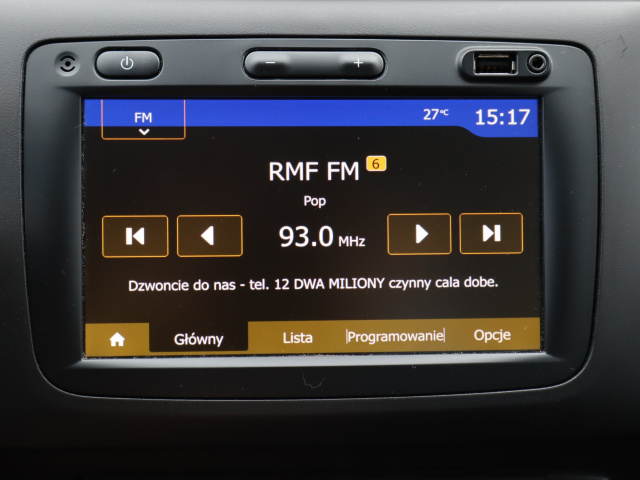 FM
27°C
15:17
RMF FM 6
Pop
93.0 MHz
Dzwoncie do nas - tel. 12 DWA MILIONY czynny cala dobe.
Główny Lista Programowanie Opcje